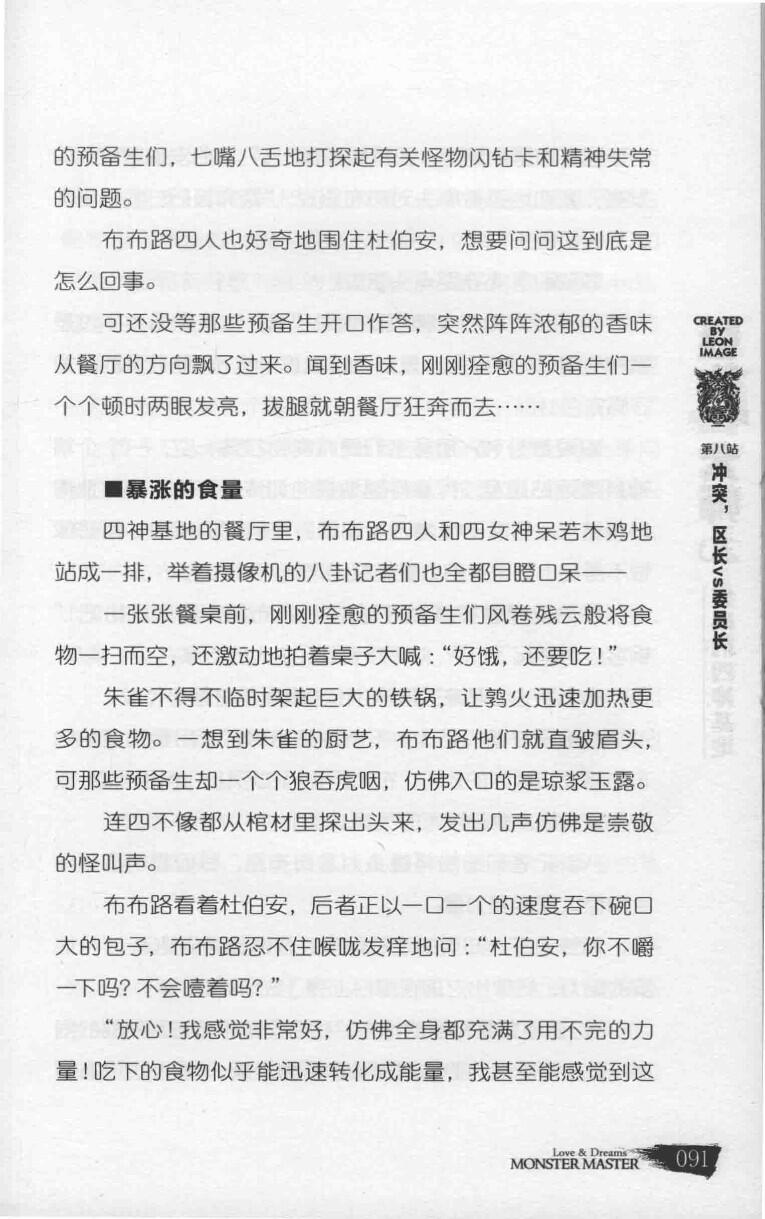 的预备生们，七嘴八舌地打探起有关怪物闪钻卡和精神失常
的问题。
布布路四人也好奇地围住杜伯安，想要问问这到底是
怎么回事。
可还没等那些预备生开口作答，突然阵阵浓郁的香味
从餐厅的方向飘了过来。闻到香味，刚刚痊愈的预备生们一
个个顿时两眼发亮，拔腿就朝餐厅狂奔而去……
■暴涨的食量
四神基地的餐厅里，布布路四人和四女神呆若木鸡地
站成一排，举着摄像机的八卦记者们也全都目瞪口呆——
一张张餐桌前，刚刚痊愈的预备生们风卷残云般将食
物一扫而空，还激动地拍着桌子大喊：“好饿，还要吃！”
朱雀不得不临时架起巨大的铁锅，让鹑火迅速加热更
多的食物。一想到朱雀的厨艺，布布路他们就直皱眉头，
可那些预备生却一个个狼吞虎咽，仿佛入口的是琼浆玉露。
连四不像都从棺材里探出头来，发出几声仿佛是崇敬
的怪叫声。
布布路看着杜伯安，后者正以一口一个的速度吞下碗口
大的包子，布布路忍不住喉咙发痒地问：“杜伯安，你不嚼
一下吗？不会噎着吗？”
“放心！我感觉非常好，仿佛全身都充满了用不完的力
量！吃下的食物似乎能迅速转化成能量，我甚至能感觉到这
CREATED
BY
LEON
IMAGE
第八站
冲突，区长vs委员长
Love & Dreams
MONSTER MASTER
091